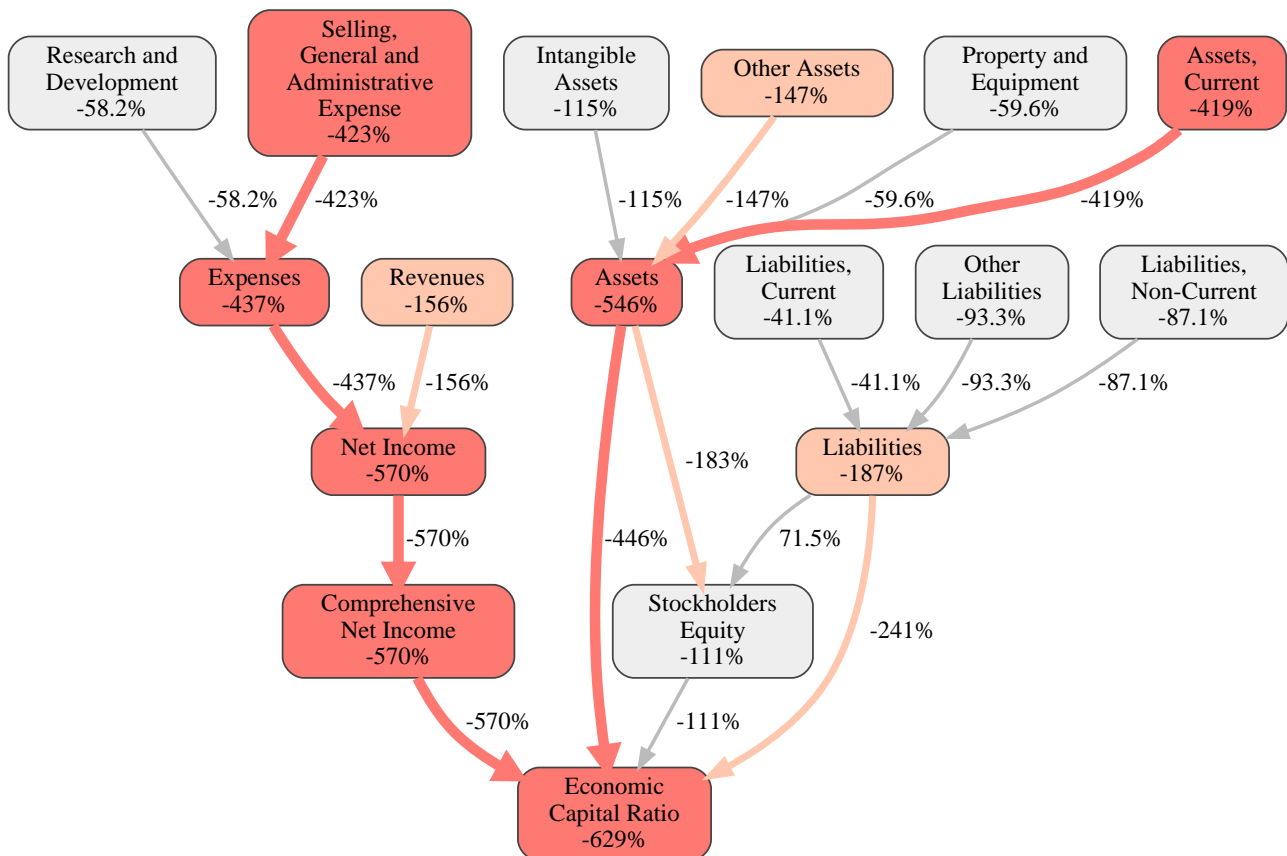 Research and
Development
-58.2%
Selling,
General and
Administrative
Expense
-423%
Intangible
Assets
-115%
Other Assets
-147%
Property and
Equipment
-59.6%
Assets,
Current
-419%
-58.2%
-423%
-115%
-147%
-59.6%
-419%
Expenses
-437%
Revenues
-156%
Assets
-546%
Liabilities,
Current
-41.1%
Other
Liabilities
-93.3%
Liabilities,
Non-Current
-87.1%
-437%
-156%
-41.1%
-93.3%
-87.1%
Net Income
-570%
-183%
Liabilities
-187%
-570%
-446%
71.5%
Comprehensive
Net Income
-570%
Stockholders
Equity
-111%
-241%
-570%
-111%
Economic
Capital Ratio
-629%